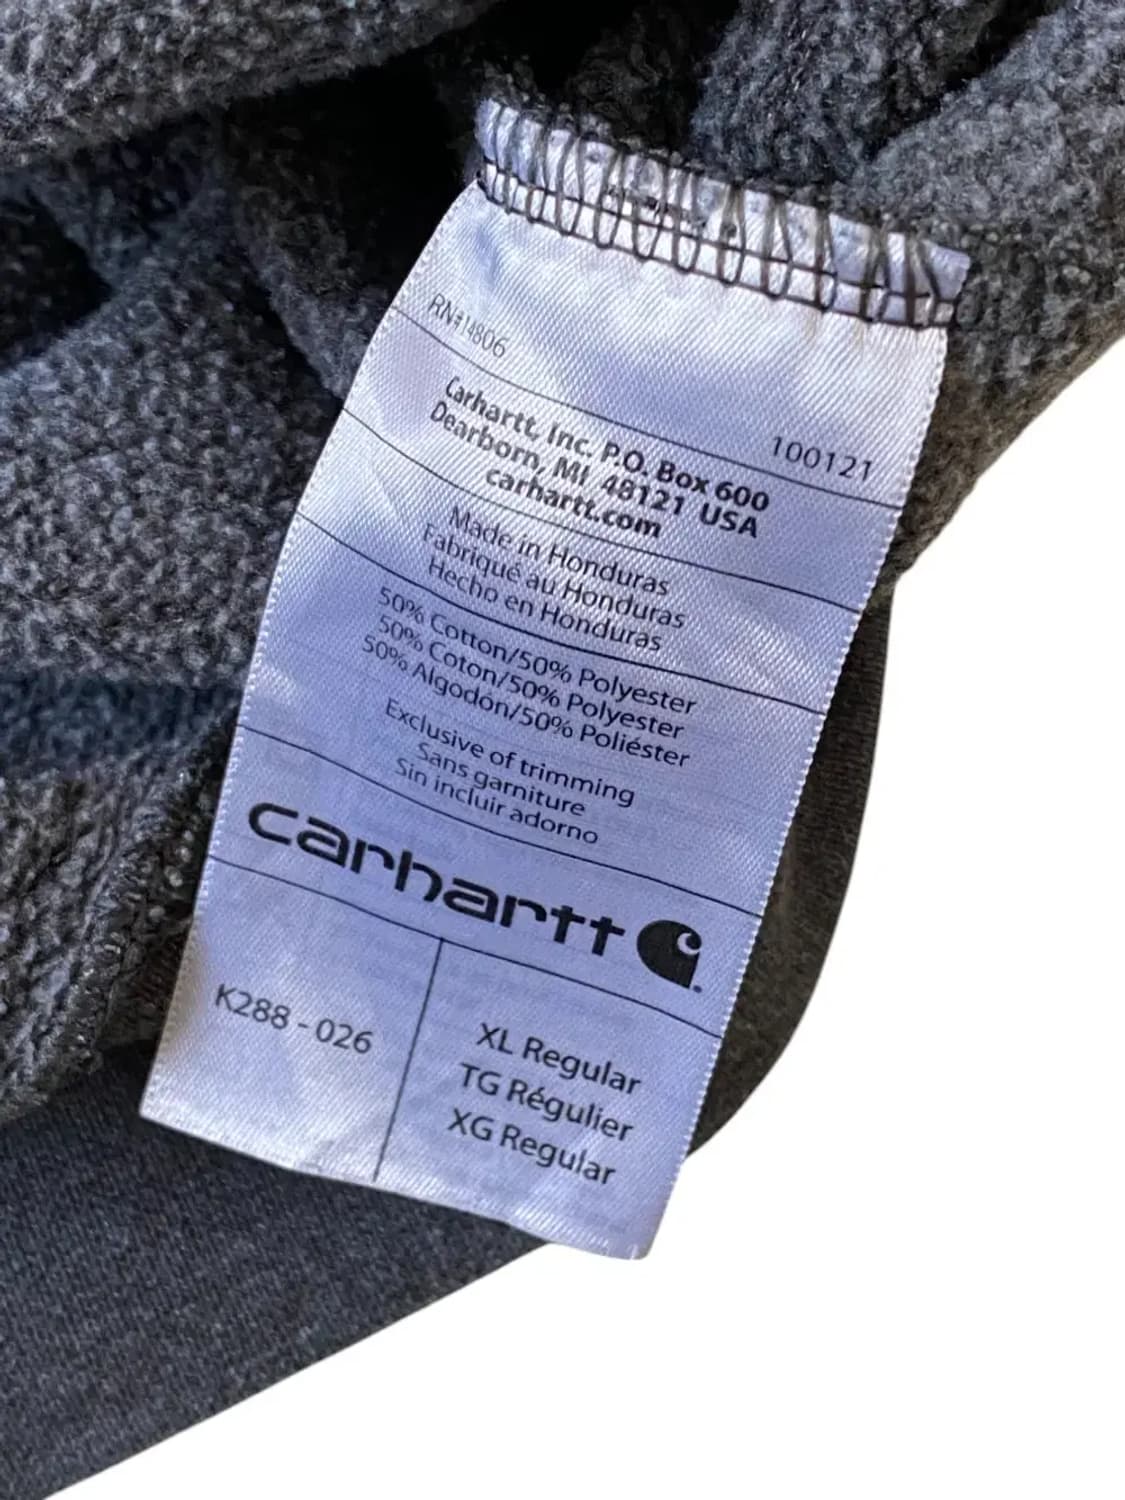 RN#14806
100121
Carhartt, Inc. P.O. Box 600
Dearborn, MI 48121 USA
carhartt.com
Made in Honduras
Fabriqué au Honduras
Hecho en Honduras
50% Cotton/50% Polyester
50% Coton/50% Polyester
50% Algodón/50% Poliéster
Exclusive of trimming
Sans garniture
Sin incluir adorno
carhartt
K288 - 026
XL Regular
TG Régulier
XG Regular